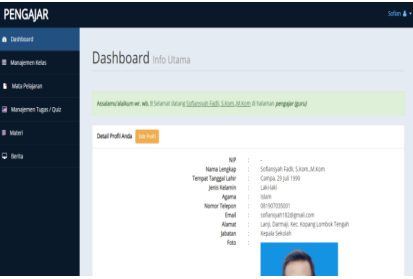 PENGAJAR
Sofian
Dashboard
Manajemen Kelas
Mata Pelajaran
Manajemen Tugas / Quiz
Materi
Berita
Dashboard Info Utama
Assalamu'alaikum wr. wb. !! Selamat datang Sofiansyah Fadli, S.Kom.,M.Kom di halaman pengajar (guru)
Detail Profil Anda
NIP : -
Nama Lengkap : Sofiansyah Fadli, S.Kom.,M.Kom
Tempat Tanggal Lahir : Campa, 29 Juli 1990
Jenis Kelamin : Laki-laki
Agama : Islam
Nomor Telepon : 081907035001
Email : sofiansyah182@gmail.com
Alamat : Lanji, Darmaji, Kec. Kopang Lombok Tengah
Jabatan : Kepala Sekolah
Foto :